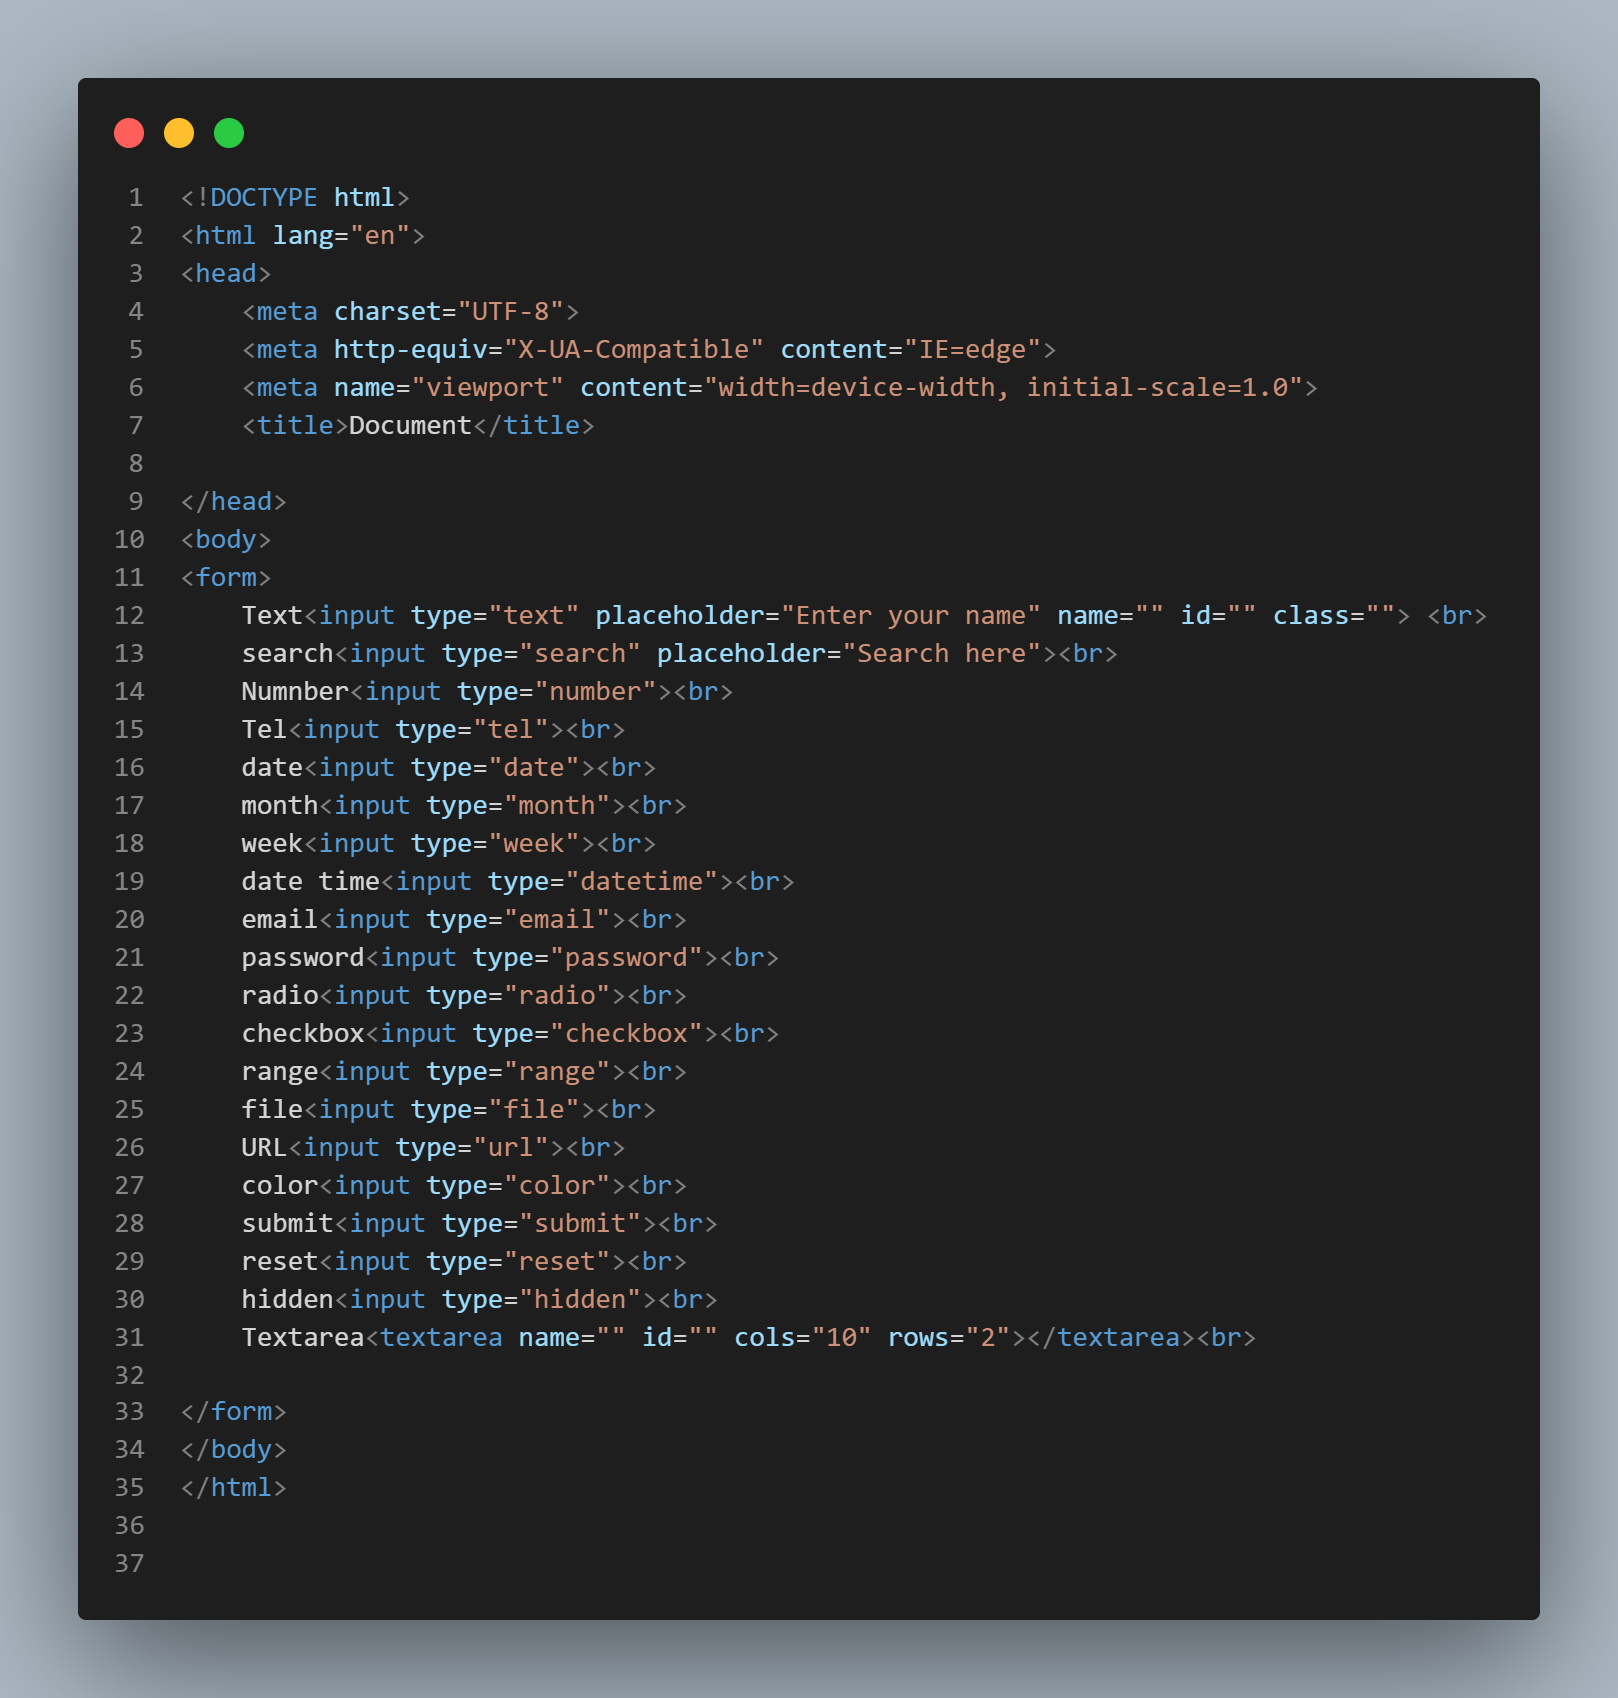 1 <!DOCTYPE html>
2 <html lang="en">
3 <head>
4     <meta charset="UTF-8">
5     <meta http-equiv="X-UA-Compatible" content="IE=edge">
6     <meta name="viewport" content="width=device-width, initial-scale=1.0">
7     <title>Document</title>
8
9 </head>
10 <body>
11 <form>
12     Text<input type="text" placeholder="Enter your name" name="" id="" class=""> <br>
13     search<input type="search" placeholder="Search here"><br>
14     Numnber<input type="number"><br>
15     Tel<input type="tel"><br>
16     date<input type="date"><br>
17     month<input type="month"><br>
18     week<input type="week"><br>
19     date time<input type="datetime"><br>
20     email<input type="email"><br>
21     password<input type="password"><br>
22     radio<input type="radio"><br>
23     checkbox<input type="checkbox"><br>
24     range<input type="range"><br>
25     file<input type="file"><br>
26     URL<input type="url"><br>
27     color<input type="color"><br>
28     submit<input type="submit"><br>
29     reset<input type="reset"><br>
30     hidden<input type="hidden"><br>
31     Textarea<textarea name="" id="" cols="10" rows="2"></textarea><br>
32
33 </form>
34 </body>
35 </html>
36
37